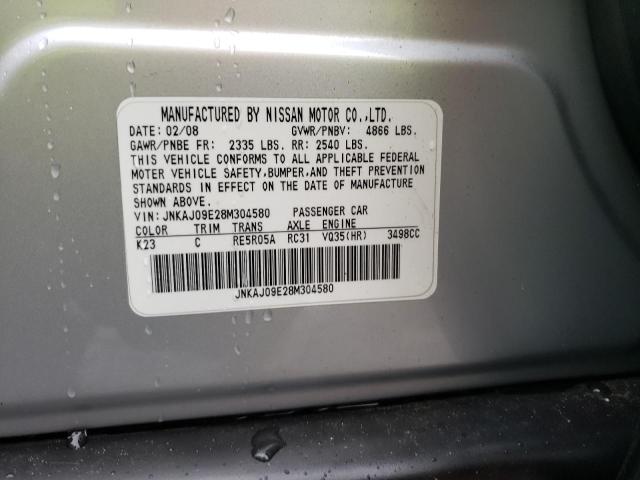 MANUFACTURED BY NISSAN MOTOR CO.,LTD.
DATE: 02/08 GVWR/PNBV: 4866 LBS.
GAWR/PNBE FR: 2335 LBS. RR: 2540 LBS.
THIS VEHICLE CONFORMS TO ALL APPLICABLE FEDERAL
MOTOR VEHICLE SAFETY,BUMPER,AND THEFT PREVENTION
STANDARDS IN EFFECT ON THE DATE OF MANUFACTURE
SHOWN ABOVE.
VIN: JNKAJ09E28M304580 PASSENGER CAR
COLOR TRIM TRANS AXLE ENGINE
K23 C RE5R05A RC31 VQ35(HR) 3498CC
JNKAJ09E28M304580